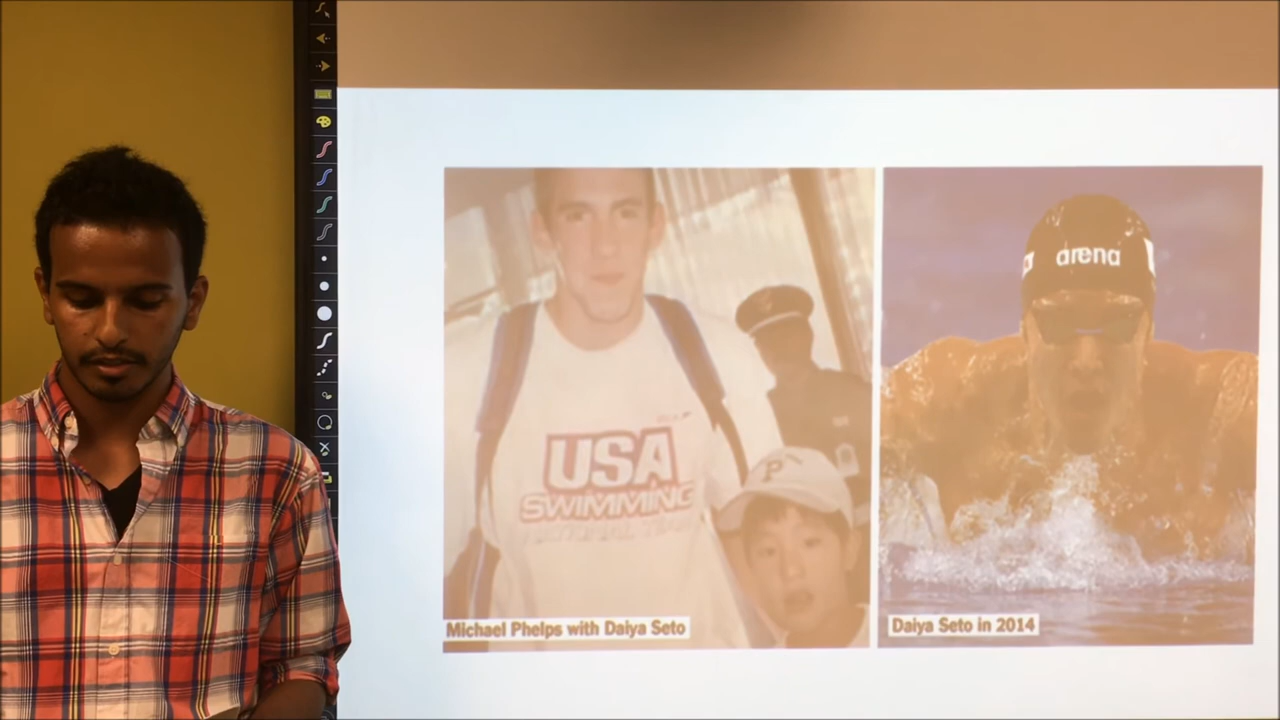 USA
SWIMMING
P
Michael Phelps with Daiya Seto
arena
Daiya Seto in 2014